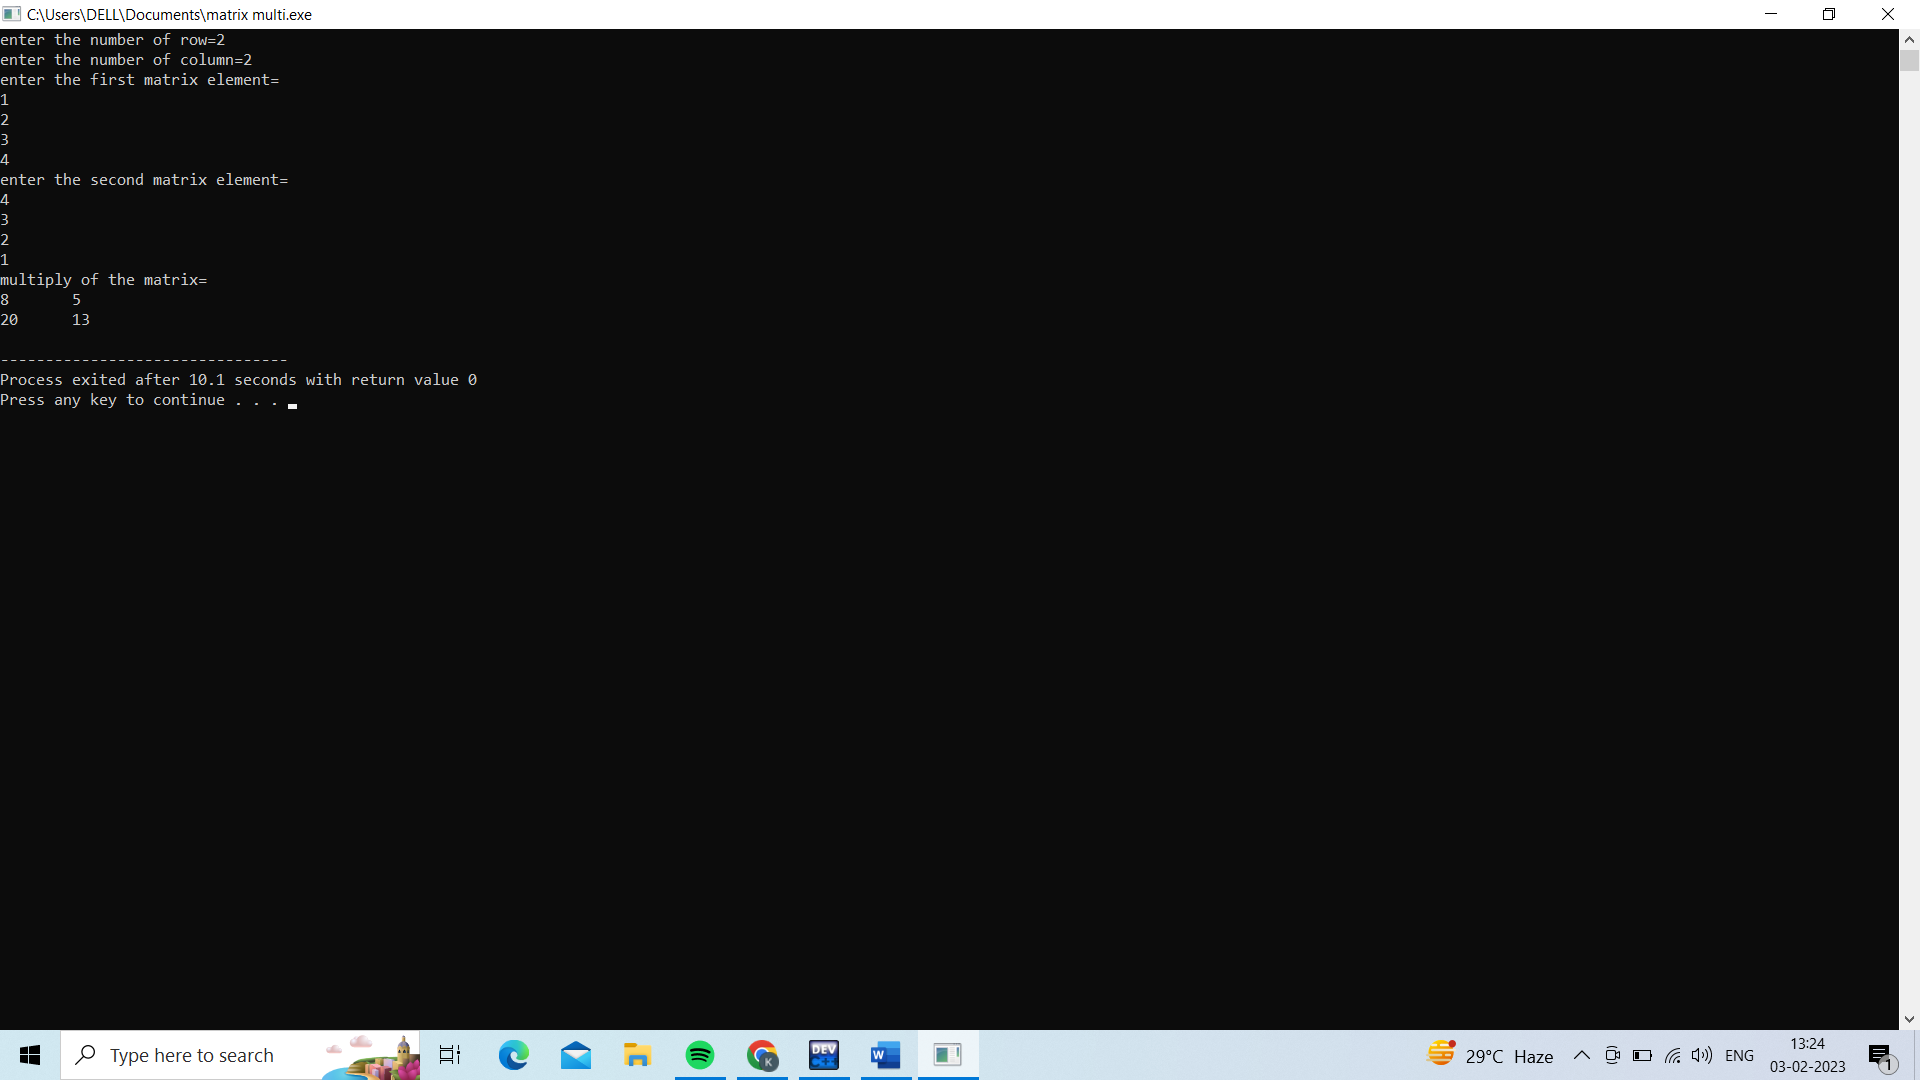 C:\Users\DELL\Documents\matrix multi.exe
enter the number of row=2
enter the number of column=2
enter the first matrix element=
1
2
3
4
enter the second matrix element=
4
3
2
1
multiply of the matrix=
8 5
20 13
--------------------------------
Process exited after 10.1 seconds with return value 0
Press any key to continue . . .
Type here to search
K
DEV
C++
W
29°C Haze
ENG
13:24
03-02-2023
1